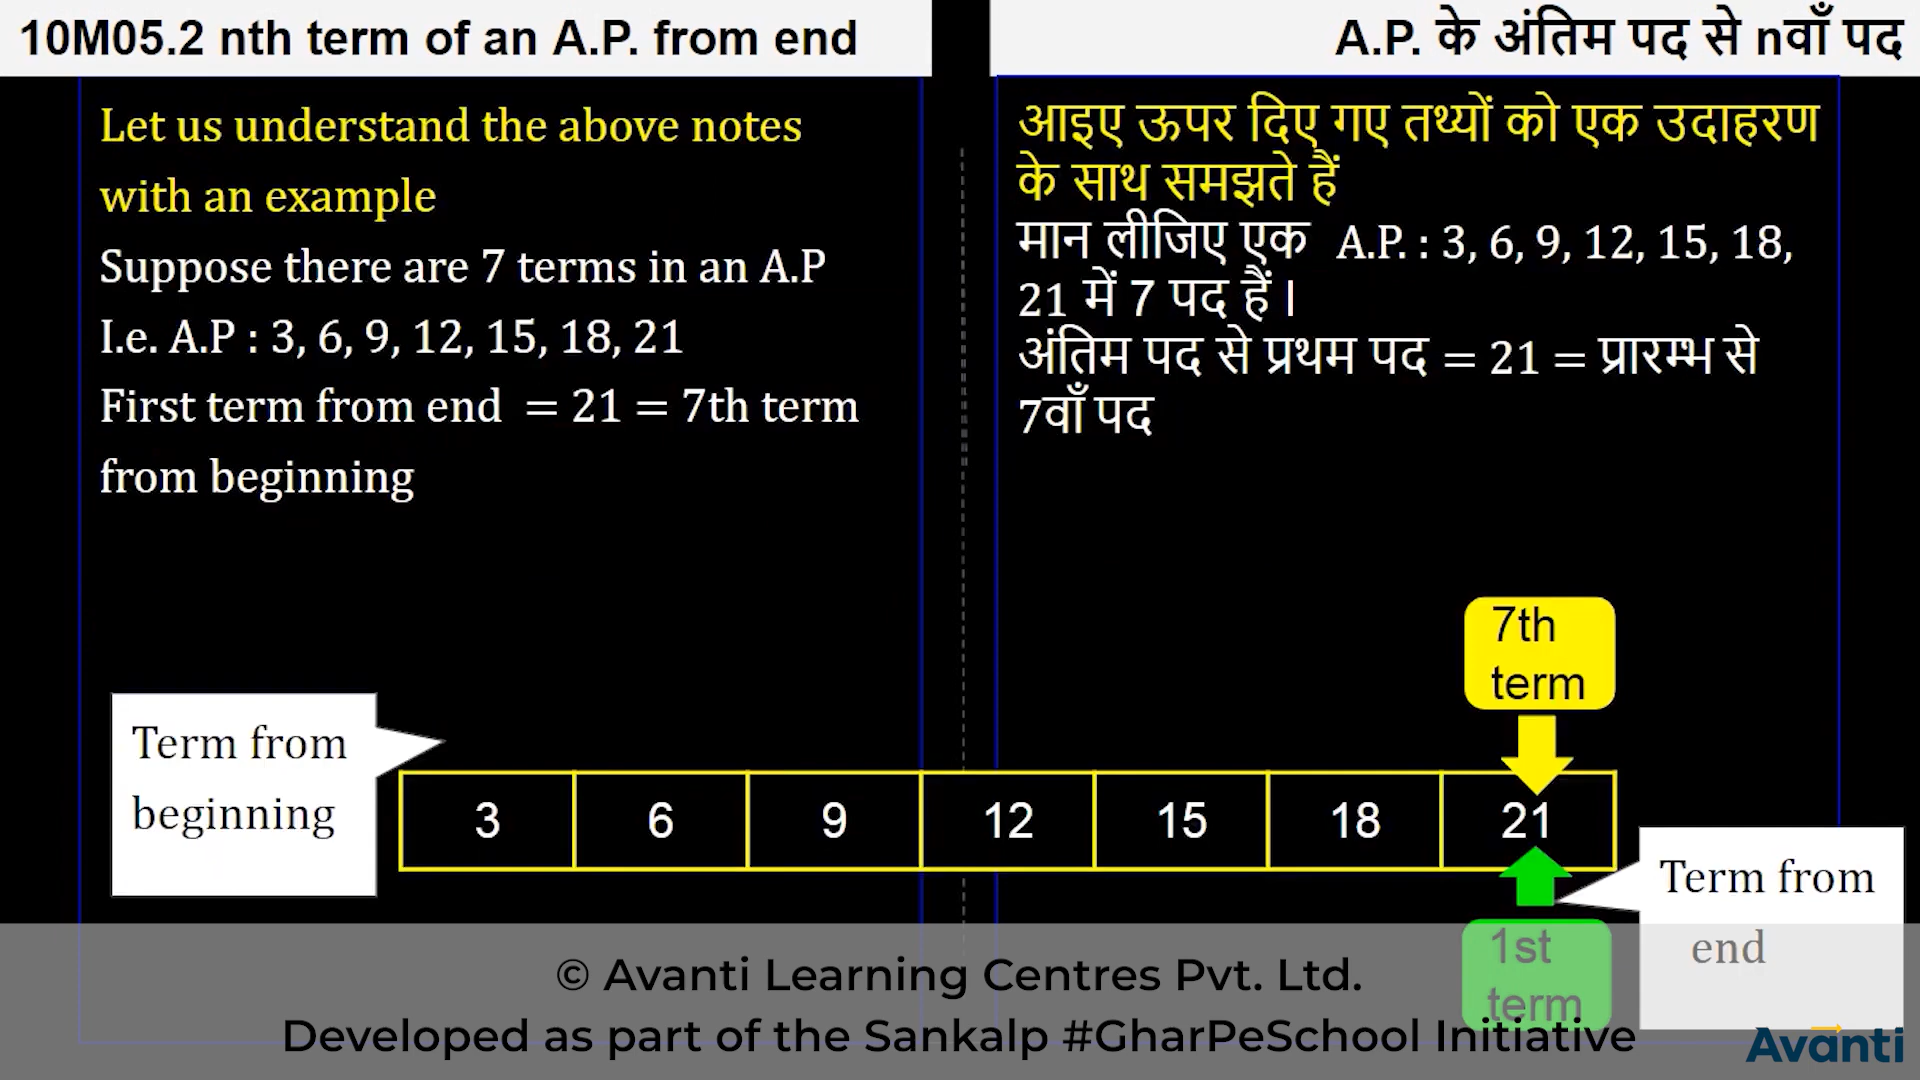 10M05.2 nth term of an A.P. from end
A.P. के अंतिम पद से nवाँ पद
Let us understand the above notes
with an example
Suppose there are 7 terms in an A.P
I.e. A.P : 3, 6, 9, 12, 15, 18, 21
First term from end = 21 = 7th term
from beginning
आइए ऊपर दिए गए तथ्यों को एक उदाहरण
के साथ समझते हैं
मान लीजिए एक A.P. : 3, 6, 9, 12, 15, 18,
21 में 7 पद हैं।
अंतिम पद से प्रथम पद = 21 = प्रारम्भ से
7वाँ पद
7th
term
Term from
beginning
3 6 9 12 15 18 21
Term from
end
1st
term
© Avanti Learning Centres Pvt. Ltd.
Developed as part of the Sankalp #GharPeSchool Initiative
Avanti